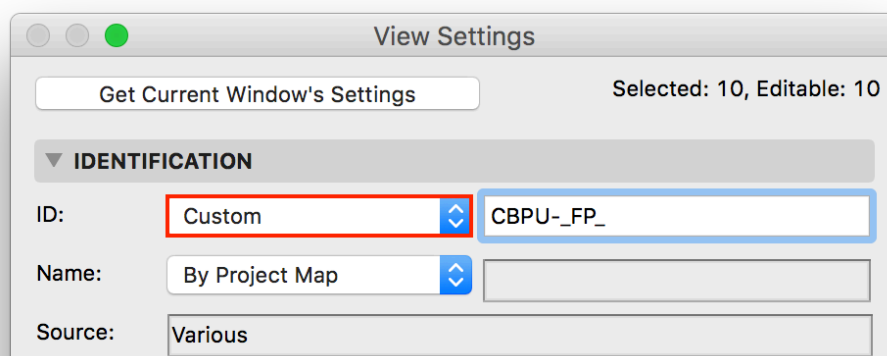 View Settings
Get Current Window's Settings
Selected: 10, Editable: 10
IDENTIFICATION
ID: Custom CBPU-_FP_
Name: By Project Map
Source: Various